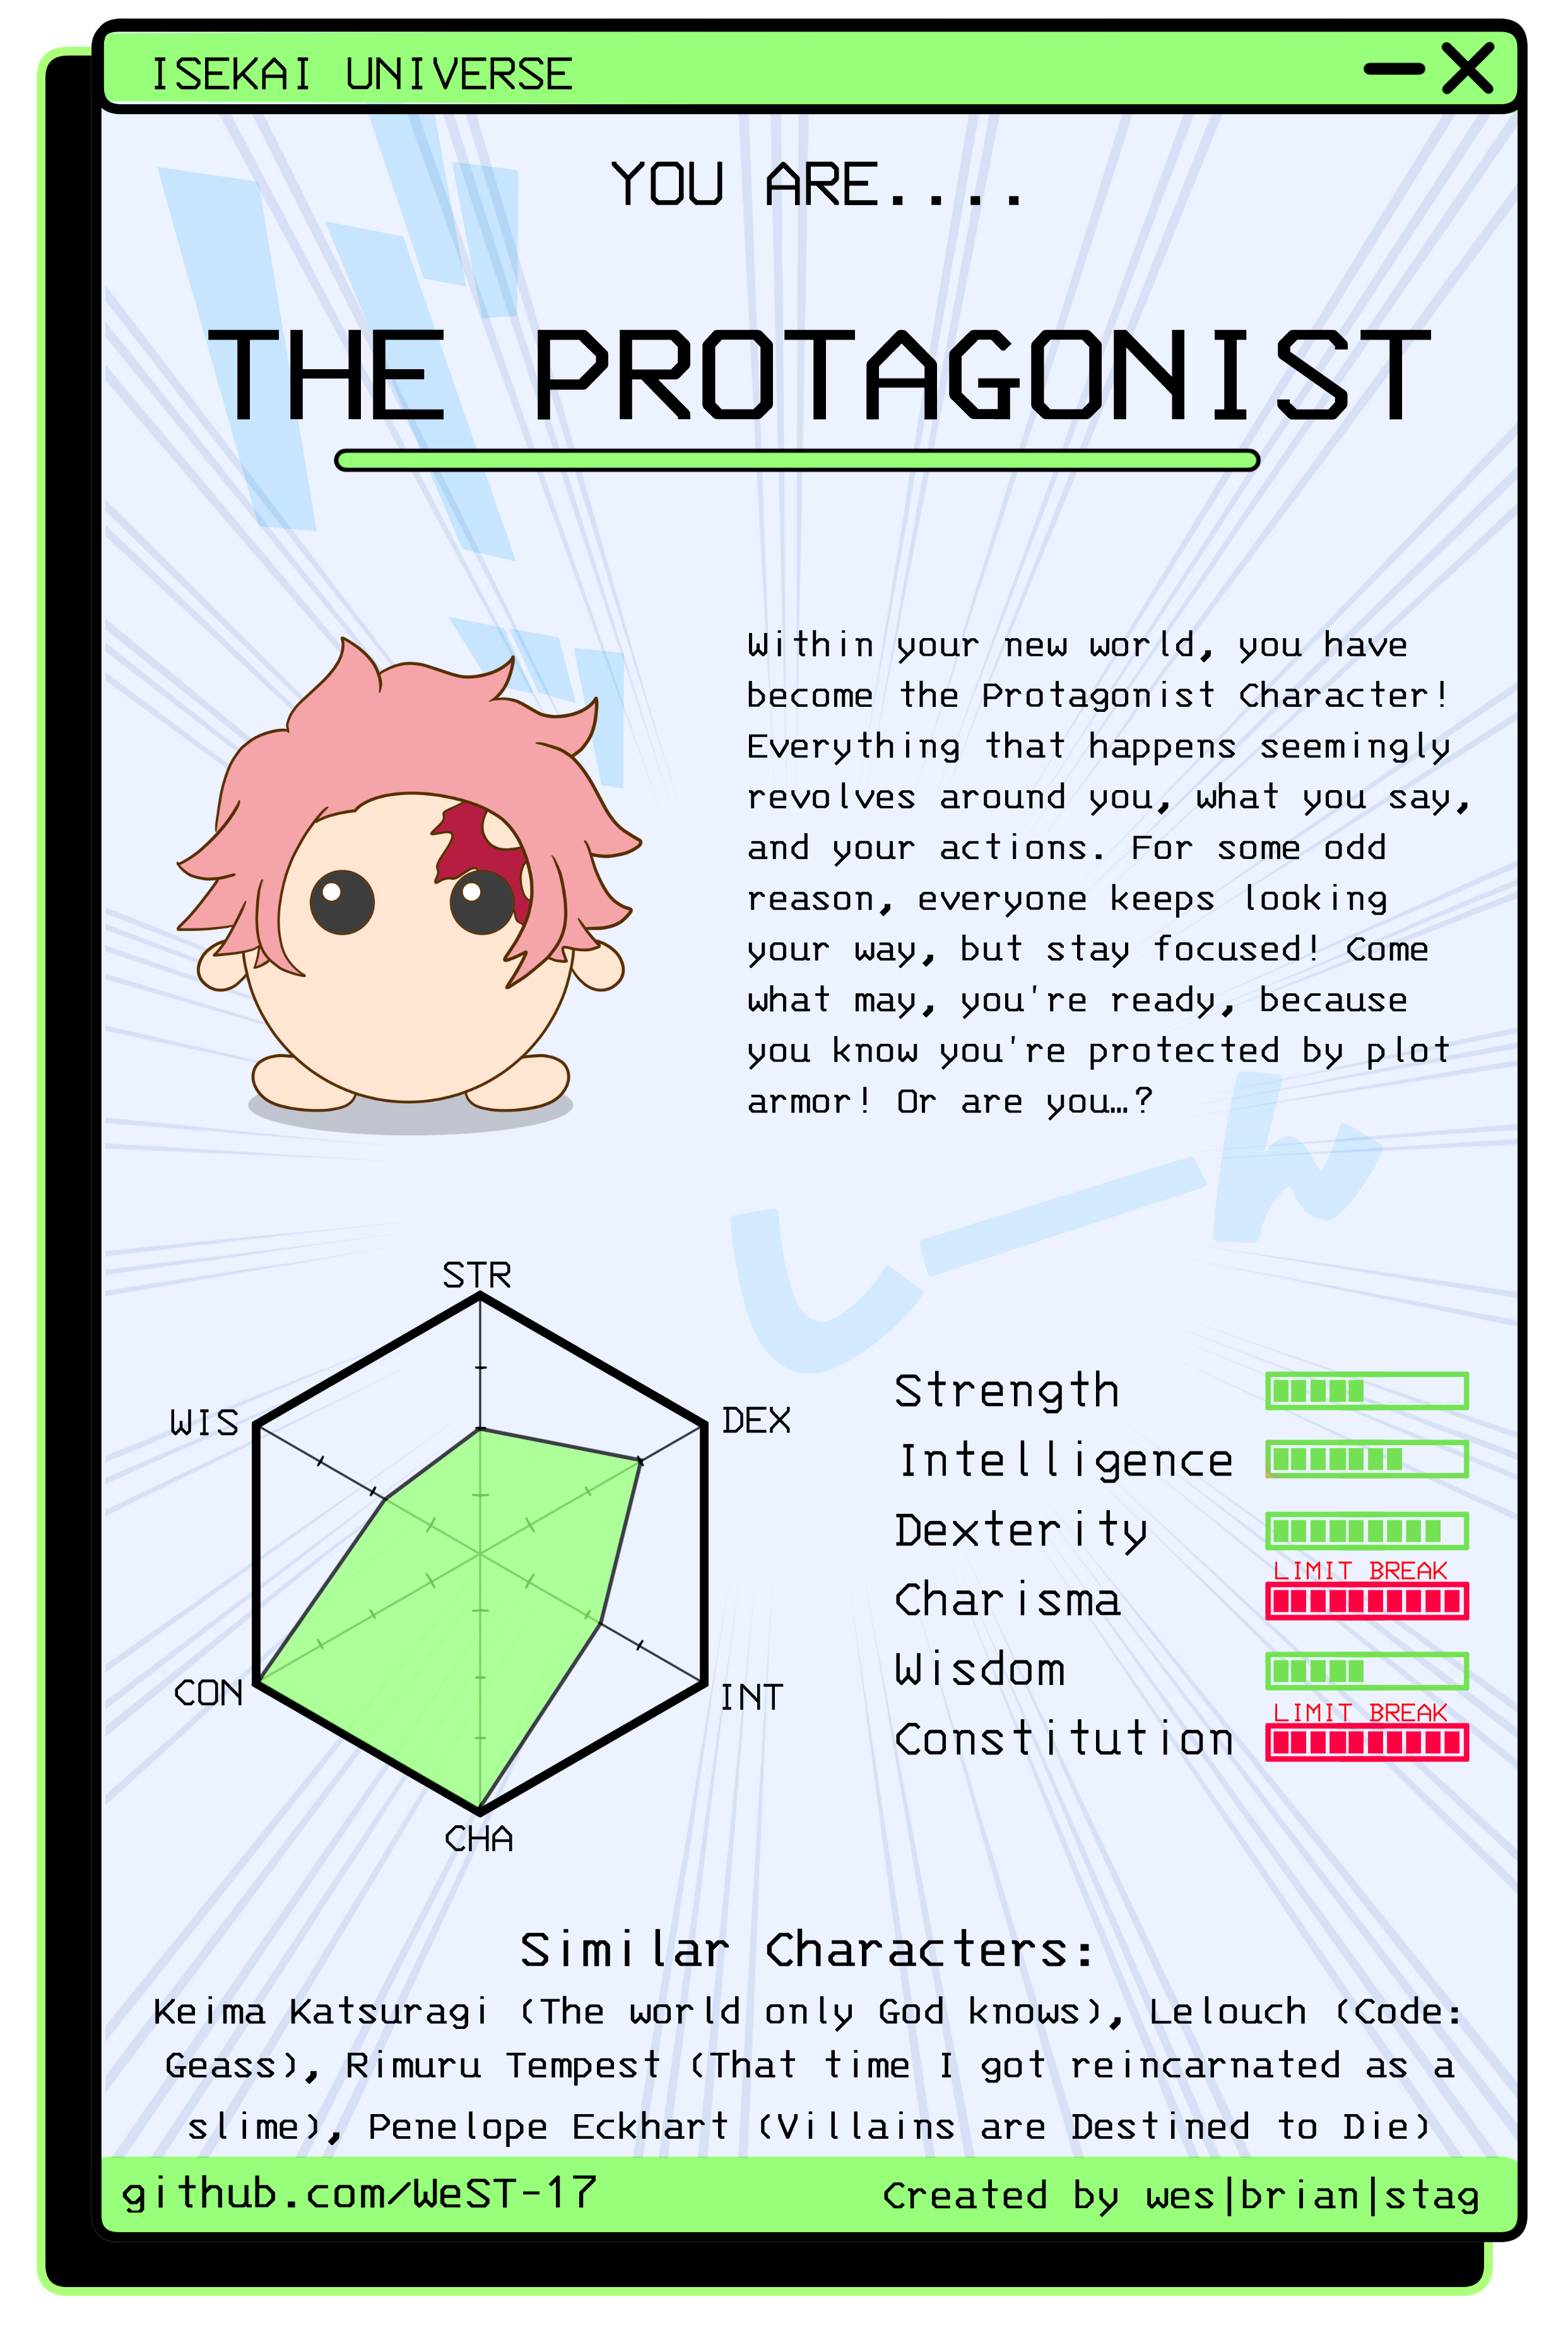 ISEKAI UNIVERSE
YOU ARE....
THE PROTAGONIST
Within your new world, you have
become the Protagonist Character!
Everything that happens seemingly
revolves around you, what you say,
and your actions. For some odd
reason, everyone keeps looking
your way, but stay focused! Come
what may, you're ready, because
you know you're protected by plot
armor! Or are you…?
STR
WIS
DEX
CON
INT
CHA
Strength
Intelligence
Dexterity
LIMIT BREAK
Charisma
Wisdom
LIMIT BREAK
Constitution
Similar Characters:
Keima Katsuragi (The world only God knows), Lelouch (Code:
Geass), Rimuru Tempest (That time I got reincarnated as a
slime), Penelope Eckhart (Villains are Destined to Die)
github.com/WeST-17
Created by wes|brian|stag